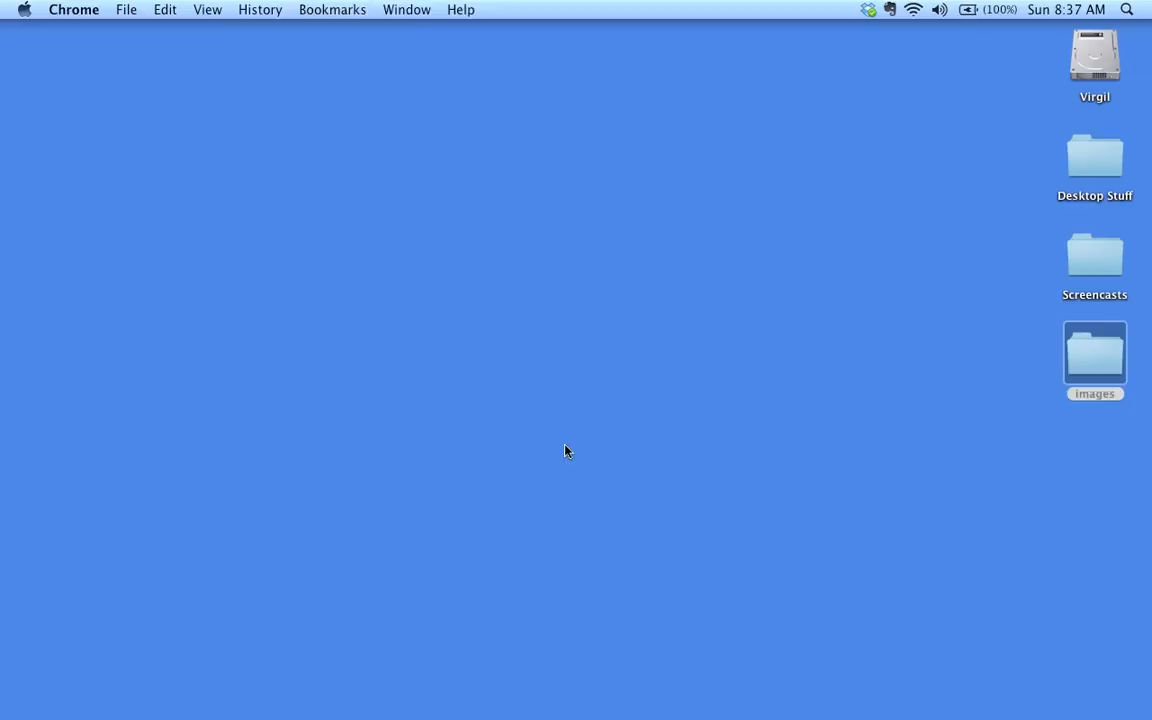 Chrome File Edit View History Bookmarks Window Help (100%) Sun 8:37 AM
Virgil
Desktop Stuff
Screencasts
images